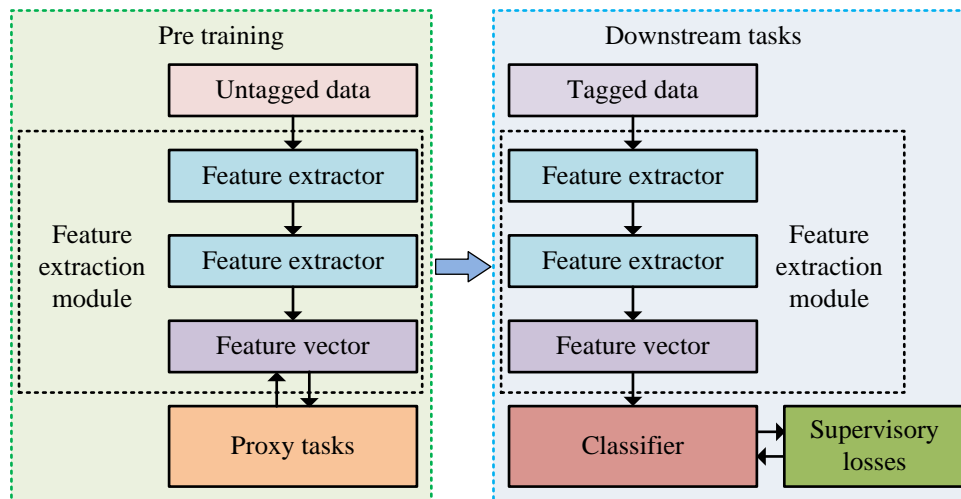 Pre training
Untagged data
Feature extractor
Feature extractor
Feature vector
Feature
extraction
module
Proxy tasks
Downstream tasks
Tagged data
Feature extractor
Feature extractor
Feature vector
Feature
extraction
module
Classifier
Supervisory
losses